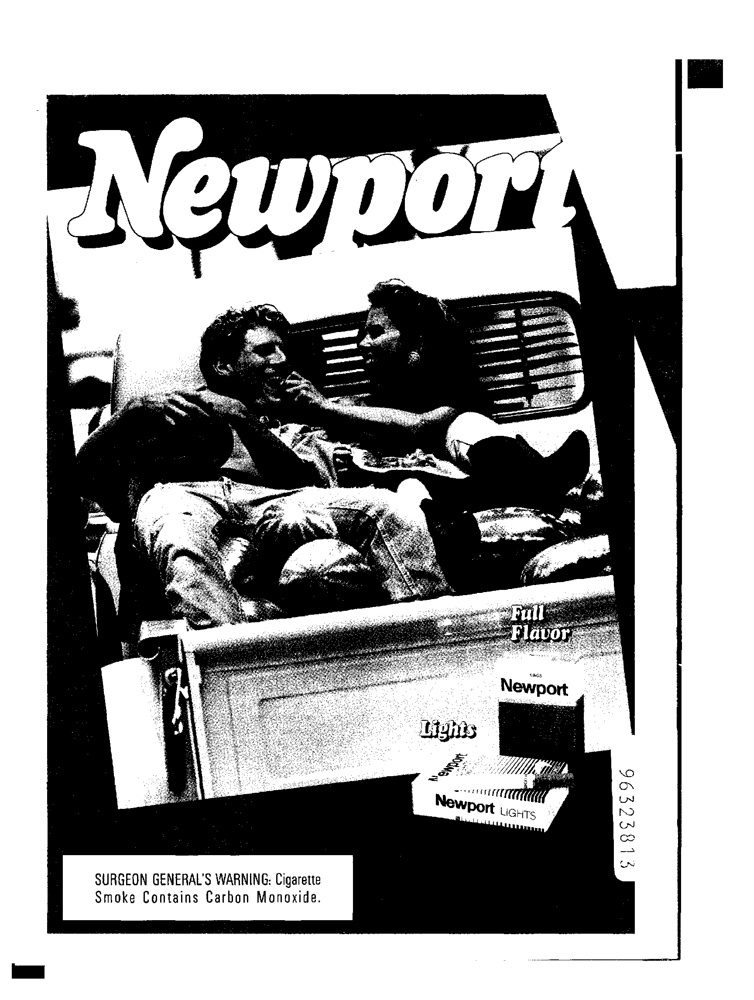 Newport
Full
Flavor
KINGS
Newport
Lights
Newport
Newport LIGHTS
SURGEON GENERAL'S WARNING: Cigarette
Smoke Contains Carbon Monoxide.
96323813